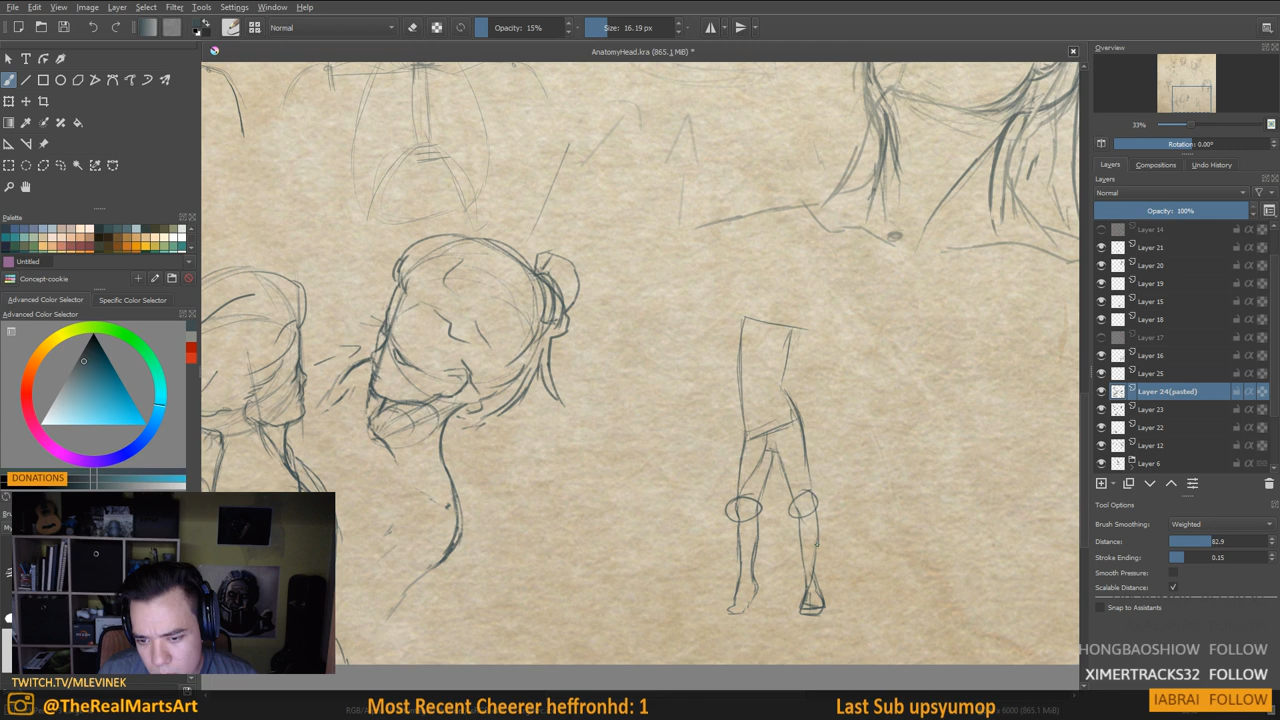 File Edit View Image Layer Select Filter Tools Settings Window Help
Normal
Opacity: 15%
Size: 16.19 px
AnatomyHead.kra (865.1 MiB) *
Overview
33%
Rotation: 0.00°
Layers Compositions Undo History
Layers
Normal
Opacity: 100%
Layer 14
Layer 21
Layer 20
Layer 19
Layer 15
Layer 18
Layer 17
Layer 16
Layer 25
Layer 24(pasted)
Layer 23
Layer 22
Layer 12
Layer 6
Tool Options
Brush Smoothing: Weighted
Distance: 82.9
Stroke Ending: 0.15
Smooth Pressure:
Scalable Distance:
Snap to Assistants
Palette
Untitled
Concept-cookie
Advanced Color Selector Specific Color Selector
Advanced Color Selector
DONATIONS
TWITCH.TV/MLEVINEK
@TheRealMartsArt
Most Recent Cheerer heffronhd: 1
Last Sub upsyumop
HONGBAOSHOW FOLLOW
XIMERTRACKS32 FOLLOW
IABRAI FOLLOW